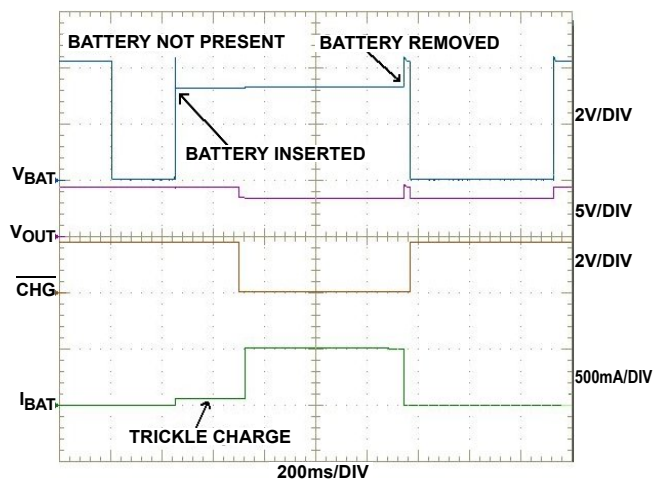 BATTERY NOT PRESENT
BATTERY REMOVED
2V/DIV
BATTERY INSERTED
VBAT
5V/DIV
VOUT
2V/DIV
CHG
500mA/DIV
IBAT
TRICKLE CHARGE
200ms/DIV